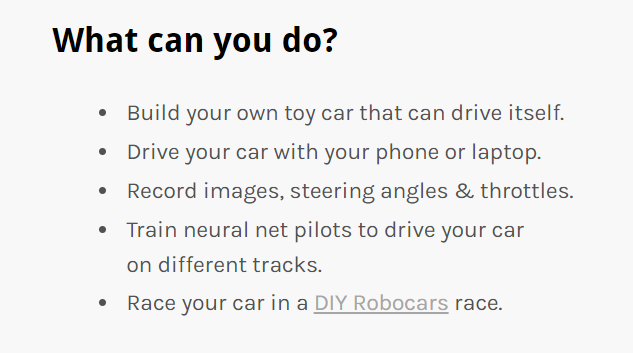 What can you do?
• Build your own toy car that can drive itself.
• Drive your car with your phone or laptop.
• Record images, steering angles & throttles.
• Train neural net pilots to drive your car
on different tracks.
• Race your car in a DIY Robocars race.